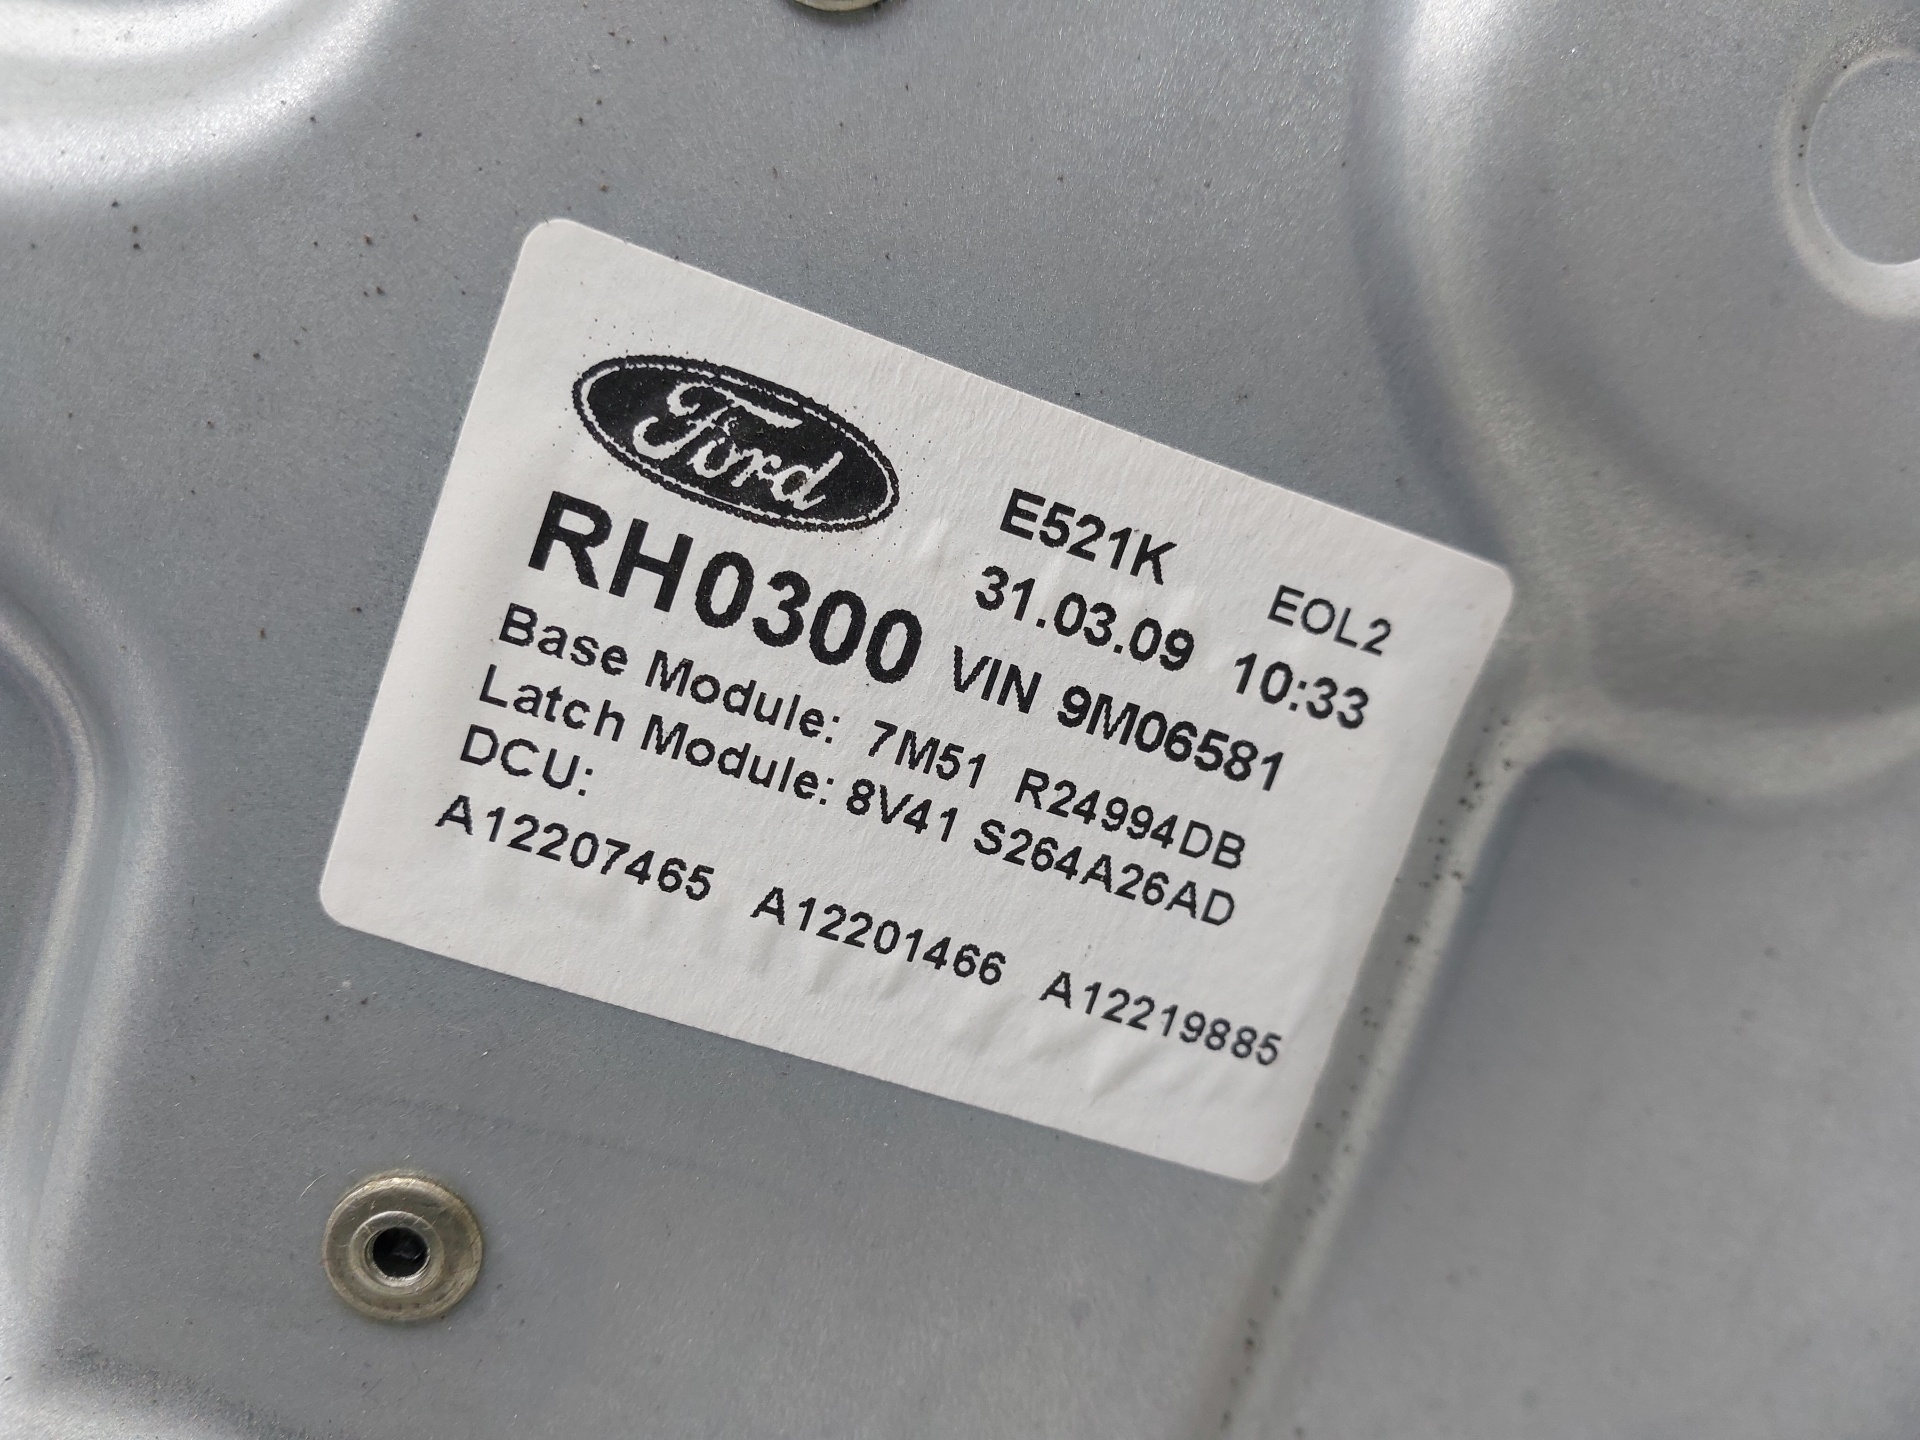 Ford
E521K EOL2
31.03.09 10:33
RH0300 VIN 9M06581
Base Module: 7M51 R24994DB
Latch Module: 8V41 S264A26AD
DCU:
A12207465 A12201466 A12219885